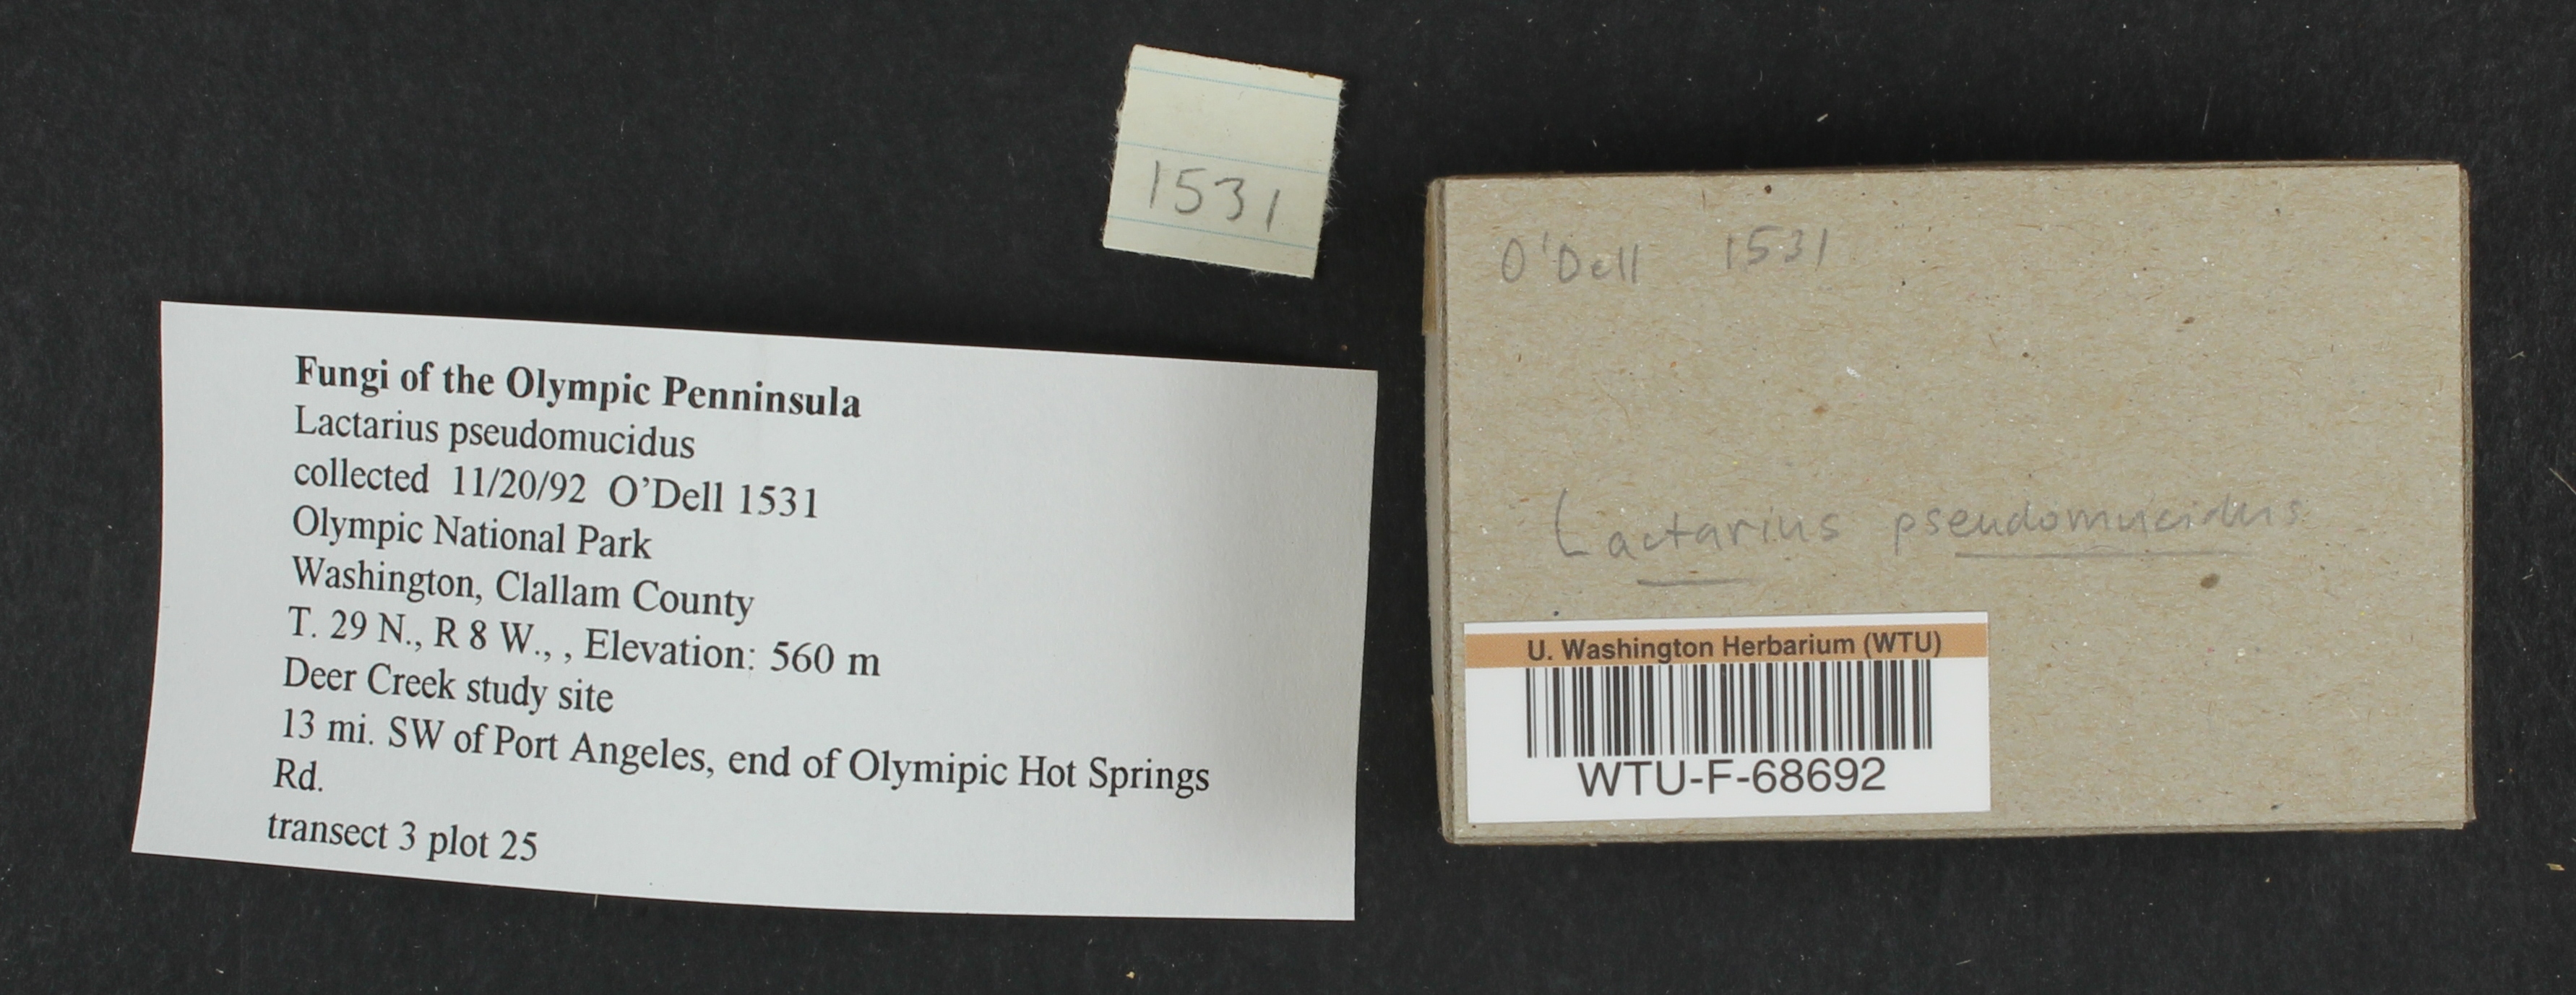 1531
Fungi of the Olympic Penninsula
Lactarius pseudomucidus
collected 11/20/92 O'Dell 1531
Olympic National Park
Washington, Clallam County
T. 29 N., R 8 W., , Elevation: 560 m
Deer Creek study site
13 mi. SW of Port Angeles, end of Olymipic Hot Springs
Rd.
transect 3 plot 25
O'Dell 1531
Lactarius pseudomucidus
U. Washington Herbarium (WTU)
WTU-F-68692